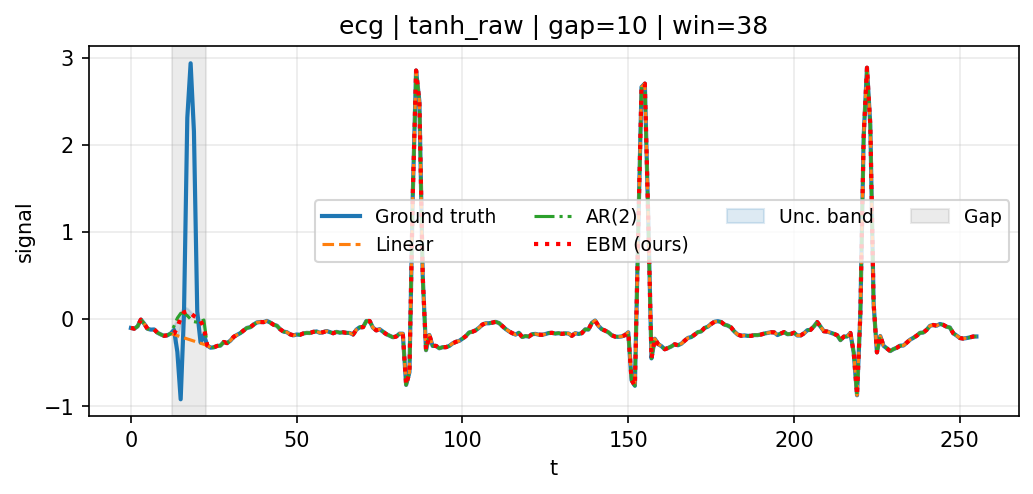 ecg | tanh_raw | gap=10 | win=38
3
2
1
0
−1
signal
Ground truth
Linear
AR(2)
EBM (ours)
Unc. band
Gap
0
50
100
150
200
250
t